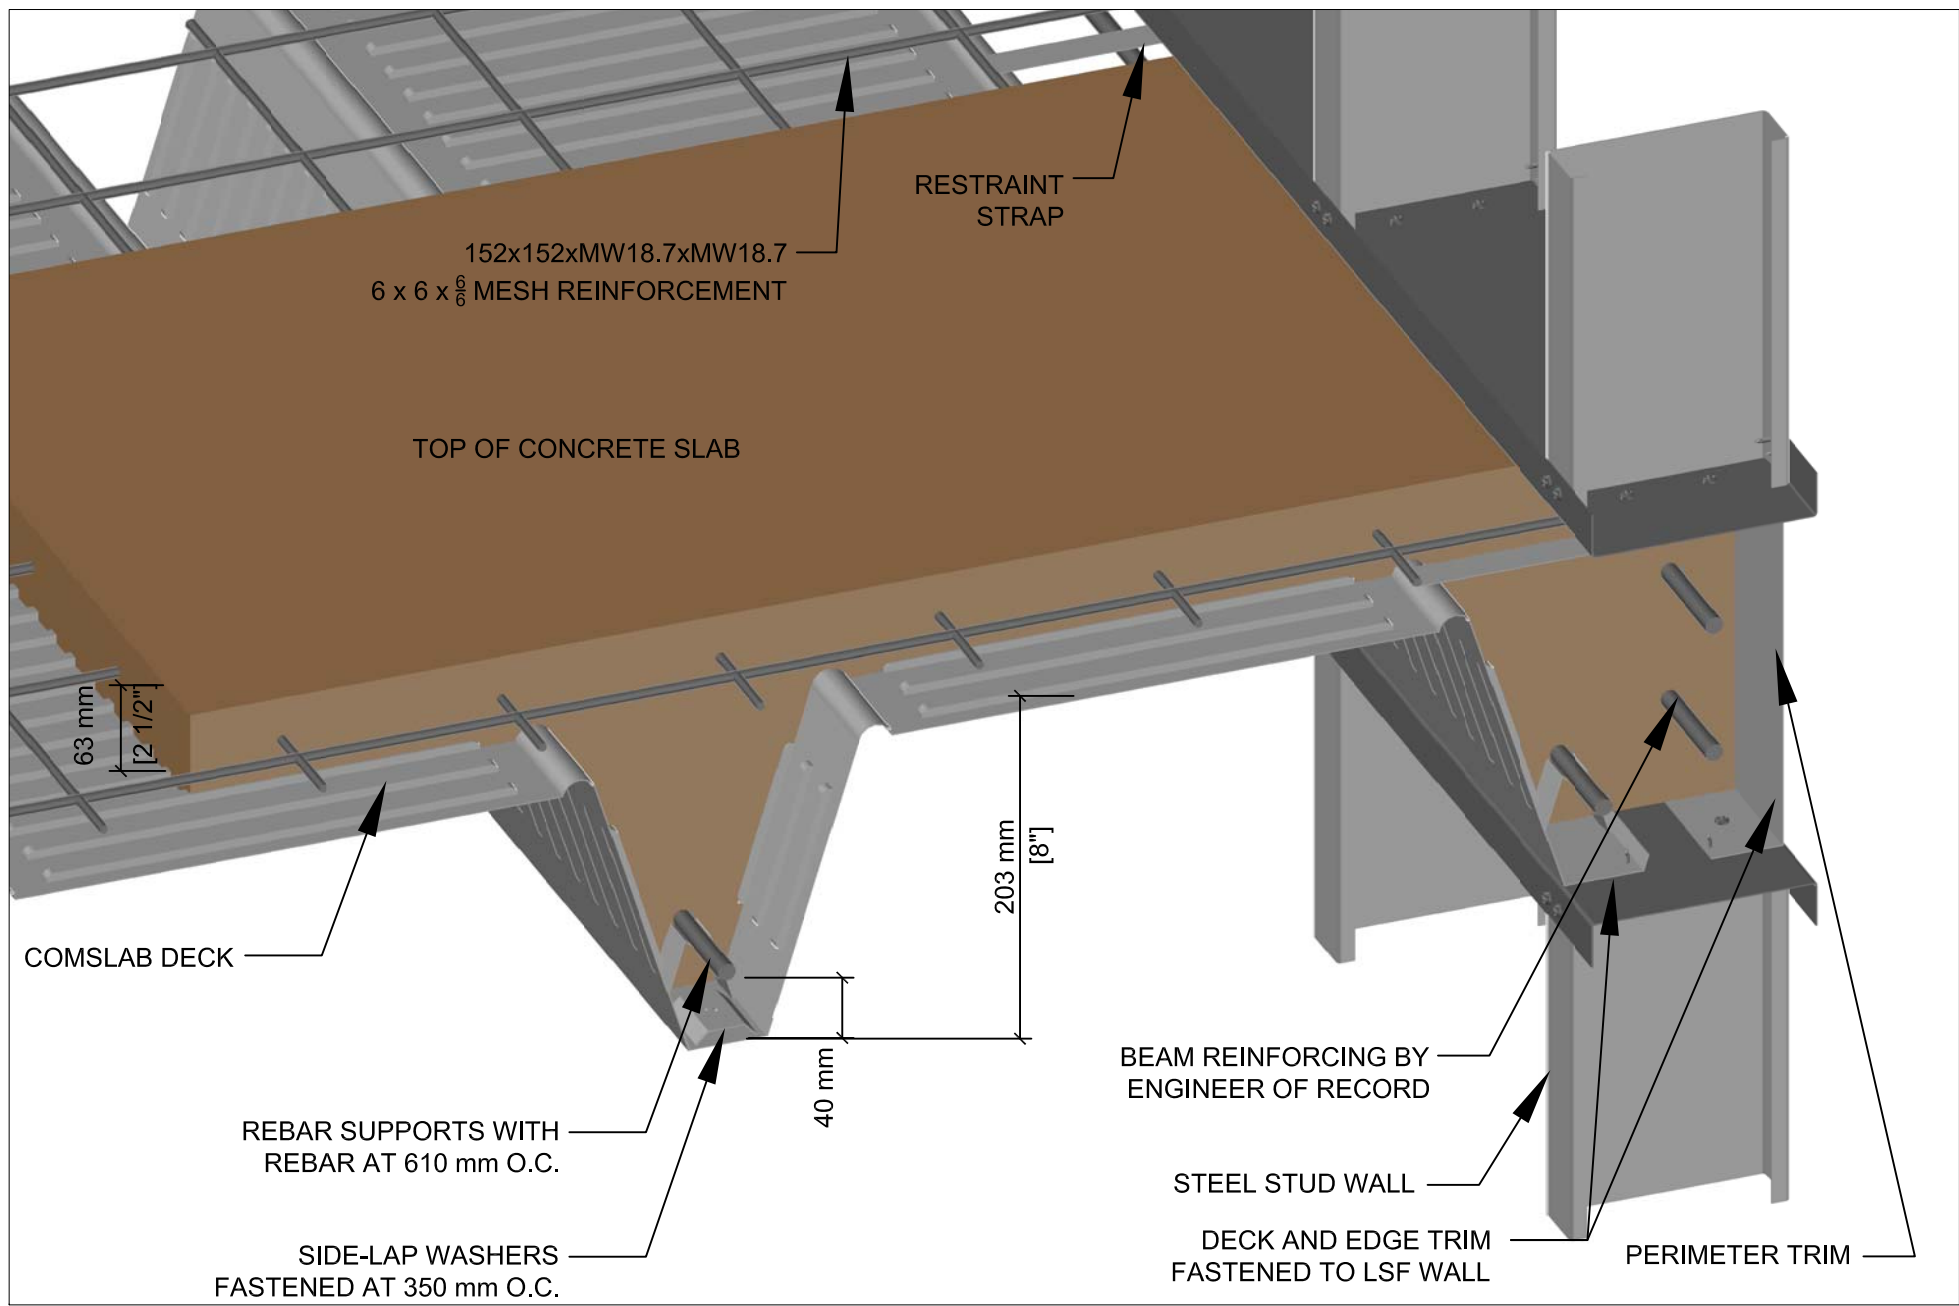 RESTRAINT
STRAP
152x152xMW18.7xMW18.7
6 x 6 x 6/6 MESH REINFORCEMENT
TOP OF CONCRETE SLAB
63 mm
[2 1/2"]
203 mm
[8"]
COMSLAB DECK
40 mm
BEAM REINFORCING BY
ENGINEER OF RECORD
REBAR SUPPORTS WITH
REBAR AT 610 mm O.C.
STEEL STUD WALL
SIDE-LAP WASHERS
FASTENED AT 350 mm O.C.
DECK AND EDGE TRIM
FASTENED TO LSF WALL
PERIMETER TRIM